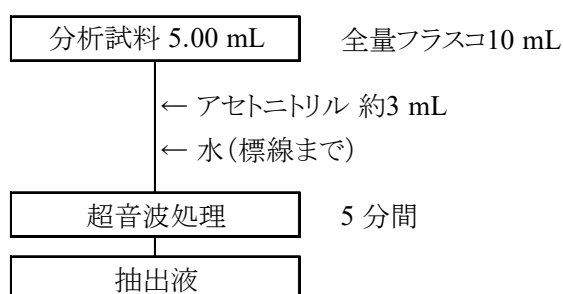 分析試料 5.00 mL 全量フラスコ10 mL
← アセトニトリル 約3 mL
← 水(標線まで)
超音波処理 5 分間
抽出液